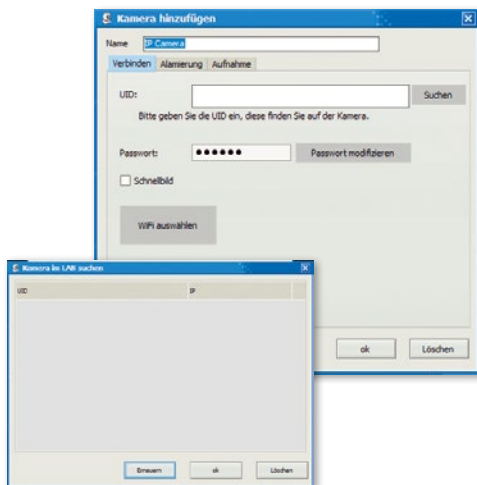 Kamera hinzufügen
Name IP Camera
Verbinden Alamierung Aufnahme
UID: Suchen
Bitte geben Sie die UID ein, diese finden Sie auf der Kamera.
Passwort: ●●●●●● Passwort modifizieren
Schnellbild
WiFi auswählen
ok Löschen
Kamera im LAN suchen
UID IP
Erneuern ok Löschen